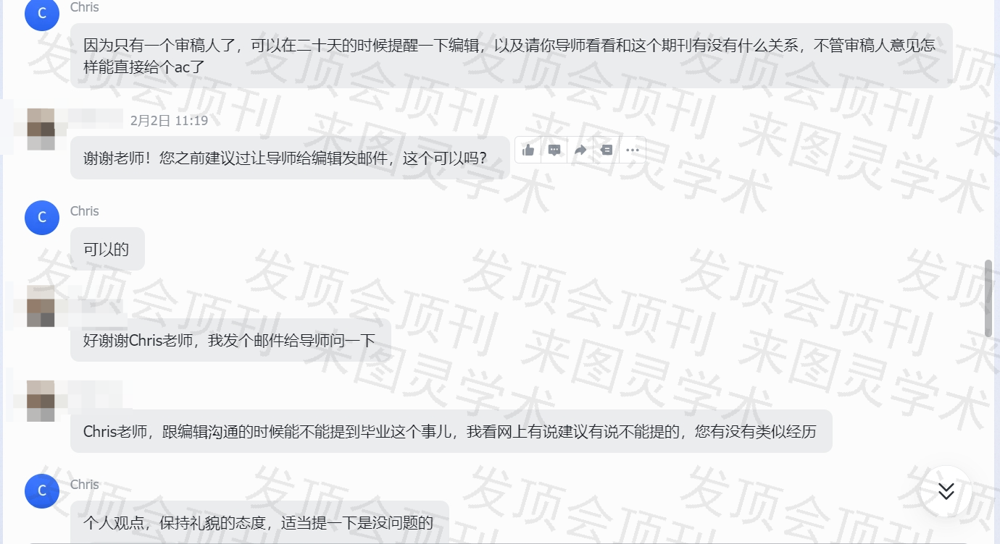 Chris
因为只有一个审稿人了，可以在二十天的时候提醒一下编辑，以及请你导师看看和这个期刊有没有什么关系，不管审稿人意见怎
样能直接给个ac了
2月2日 11:19
谢谢老师！您之前建议过让导师给编辑发邮件，这个可以吗？
C
Chris
可以的
好谢谢Chris老师，我发个邮件给导师问一下
Chris老师，跟编辑沟通的时候能不能提到毕业这个事儿，我看网上有说建议有说不能提的，您有没有类似经历
C
Chris
个人观点，保持礼貌的态度，适当提一下是没问题的
发顶会顶刊
来图灵学术